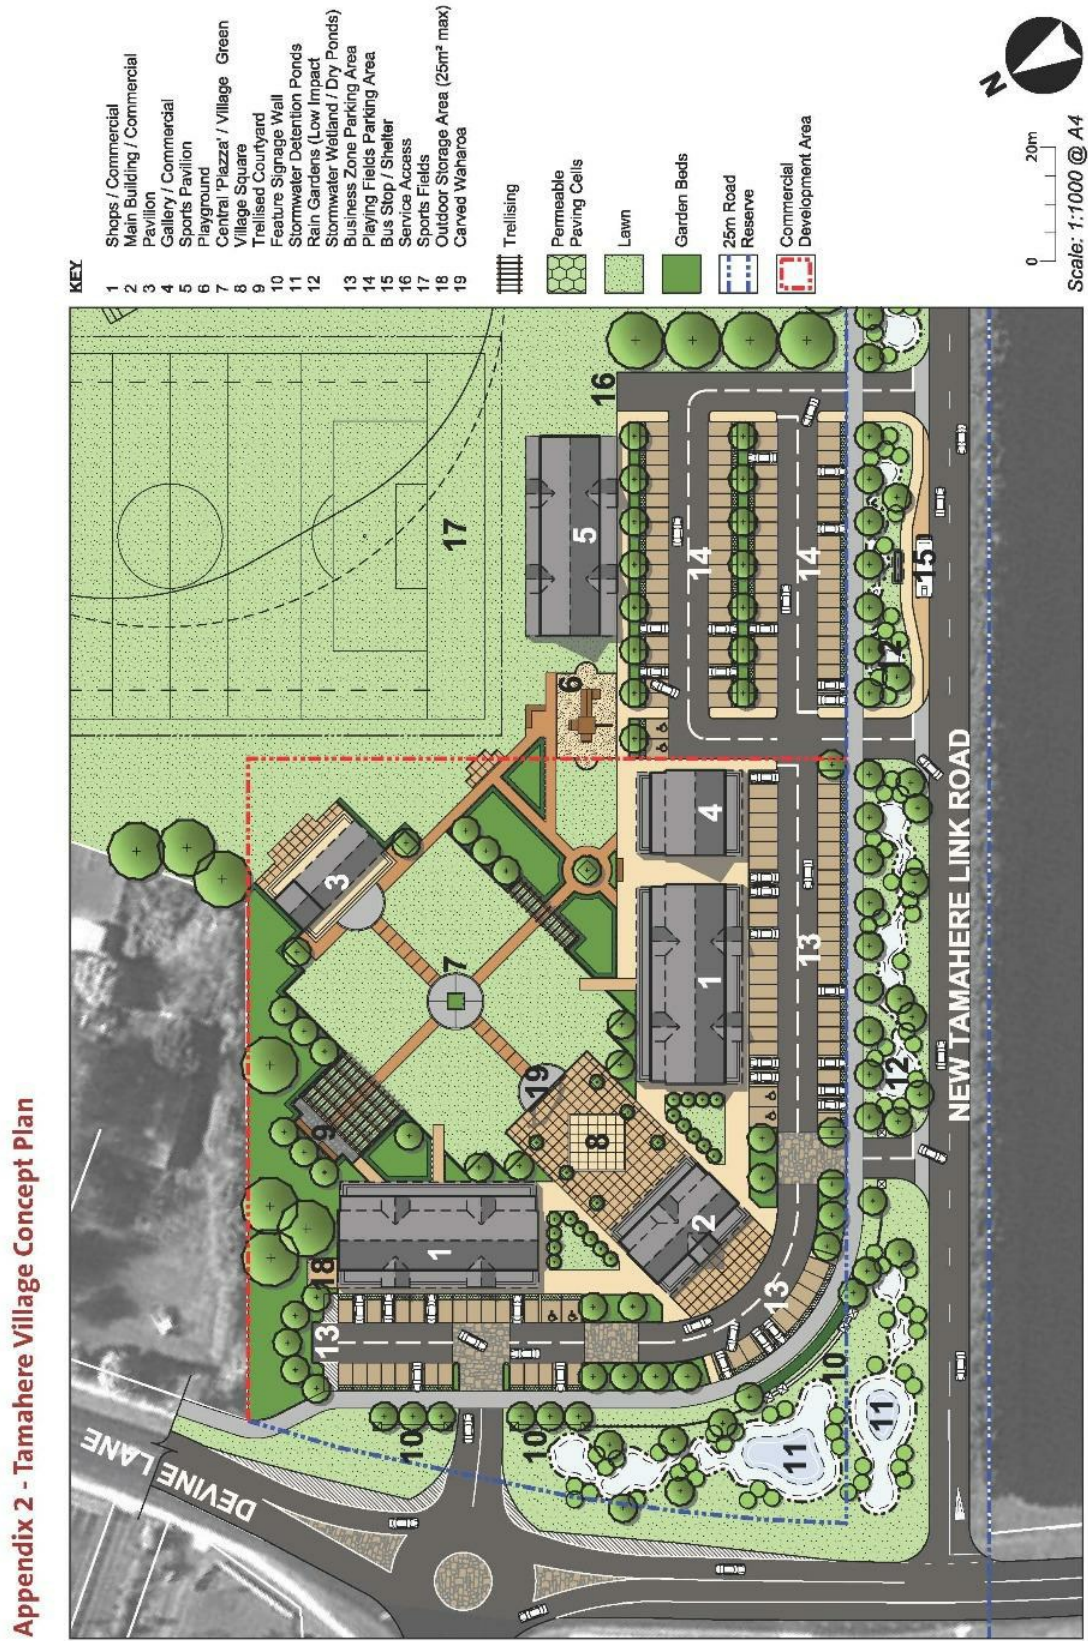 Appendix 2 - Tamahere Village Concept Plan
KEY
1 Shops / Commercial
2 Main Building / Commercial
3 Pavilion
4 Gallery / Commercial
5 Sports Pavilion
6 Playground
7 Central 'Plazza' / Village Green
8 Village Square
9 Trellised Courtyard
10 Feature Signage Wall
11 Stormwater Detention Ponds
12 Rain Gardens (Low Impact
Stormwater Wetland / Dry Ponds)
13 Business Zone Parking Area
14 Playing Fields Parking Area
15 Bus Stop / Shelter
16 Service Access
17 Sports Fields
18 Outdoor Storage Area (25m² max)
19 Carved Waharoa
Trellising
Permeable
Paving Cells
Lawn
Garden Beds
25m Road
Reserve
Commercial
Development Area
N
0 20m
Scale: 1:1000 @ A4
DEVINE LANE
NEW TAMAHERE LINK ROAD
17
16
5
6
14
14
15
12
3
4
7
1
13
19
9
8
12
18
1
2
13
13
10
10
10
11
11